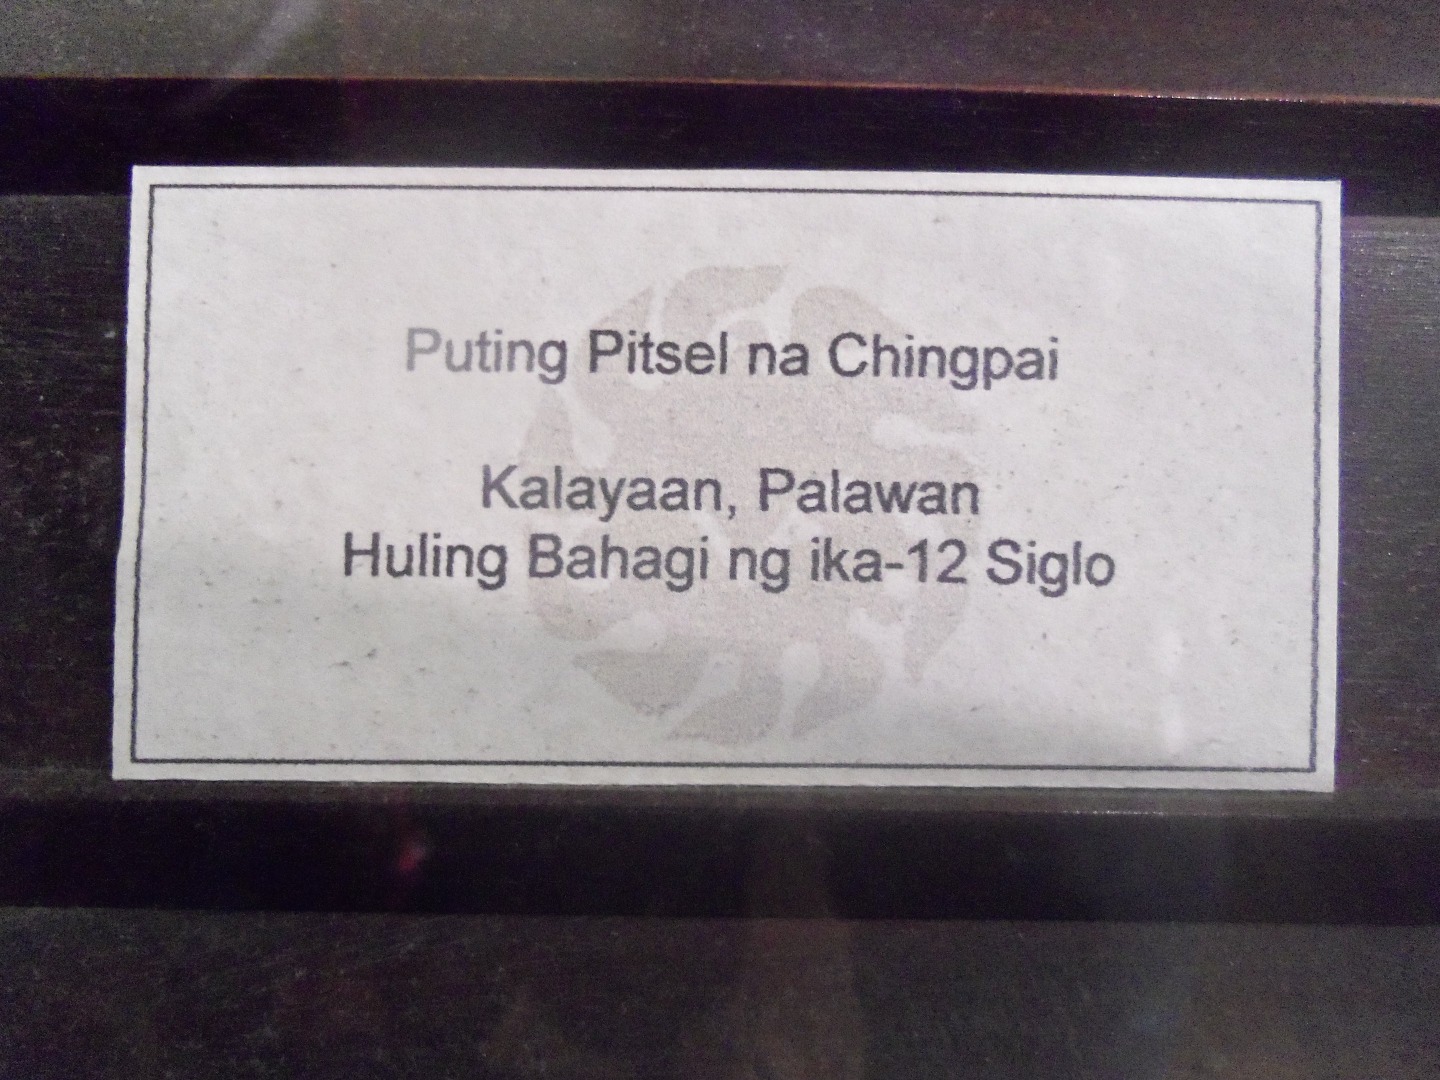 Puting Pitsel na Chingpai
Kalayaan, Palawan
Huling Bahagi ng ika-12 Siglo